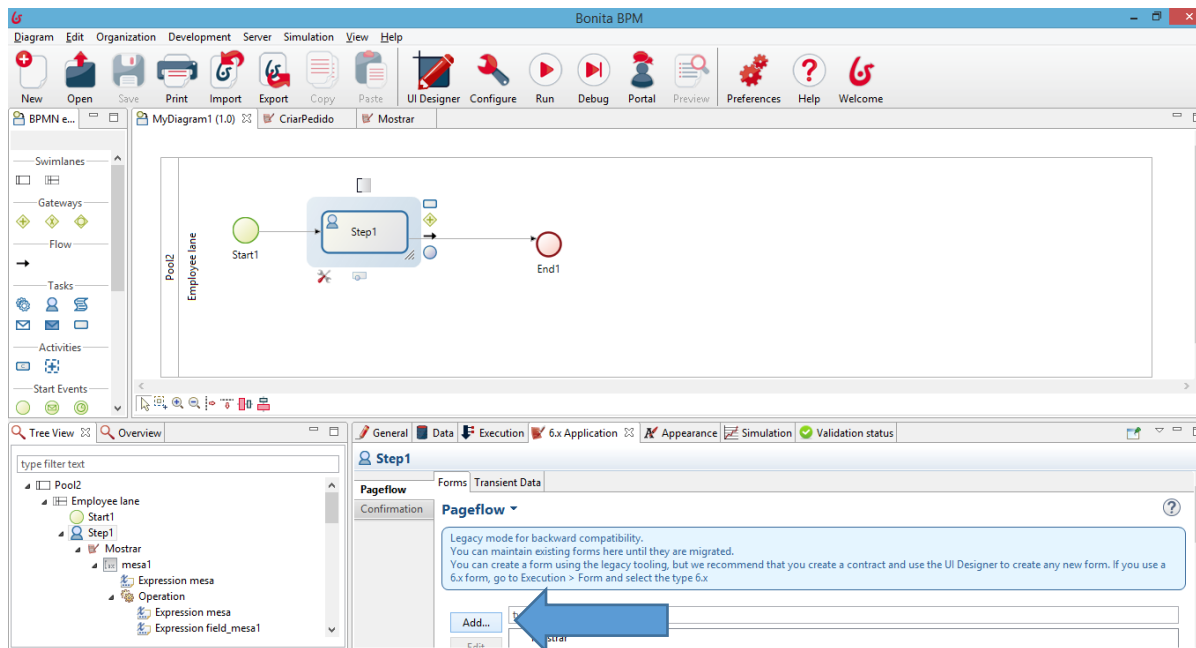 Bonita BPM
Diagram Edit Organization Development Server Simulation View Help
New Open Save Print Import Export Copy Paste UI Designer Configure Run Debug Portal Preview Preferences Help Welcome
BPMN e...
MyDiagram1 (1.0) CriarPedido Mostrar
Swimlanes
Gateways
Flow
Tasks
Activities
Start Events
Pool2
Employee lane
Start1
Step1
End1
Tree View Overview
type filter text
Pool2
Employee lane
Start1
Step1
Mostrar
mesa1
Expression mesa
Operation
Expression mesa
Expression field_mesa1
General Data Execution 6.x Application Appearance Simulation Validation status
Step1
Pageflow
Confirmation
Forms Transient Data
Pageflow
Legacy mode for backward compatibility.
You can maintain existing forms here until they are migrated.
You can create a form using the legacy tooling, but we recommend that you create a contract and use the UI Designer to create any new form. If you use a
6.x form, go to Execution > Form and select the type 6.x
Add...
Edit